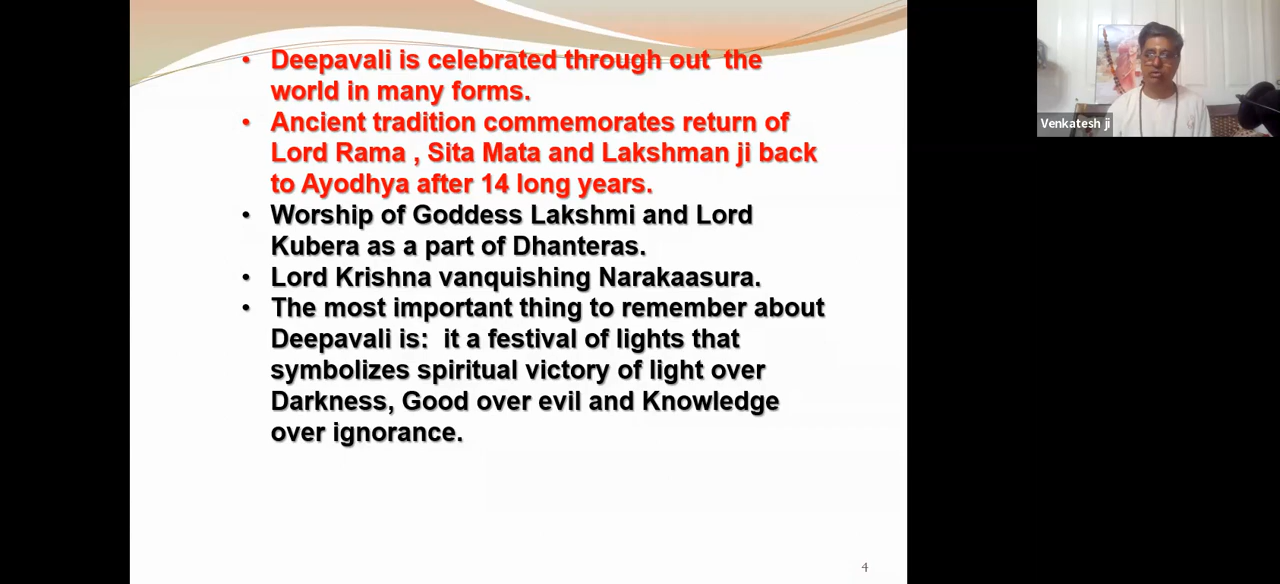 • Deepavali is celebrated through out the
world in many forms.
• Ancient tradition commemorates return of
Lord Rama , Sita Mata and Lakshman ji back
to Ayodhya after 14 long years.
• Worship of Goddess Lakshmi and Lord
Kubera as a part of Dhanteras.
• Lord Krishna vanquishing Narakaasura.
• The most important thing to remember about
Deepavali is: it a festival of lights that
symbolizes spiritual victory of light over
Darkness, Good over evil and Knowledge
over ignorance.
4
Venkatesh ji